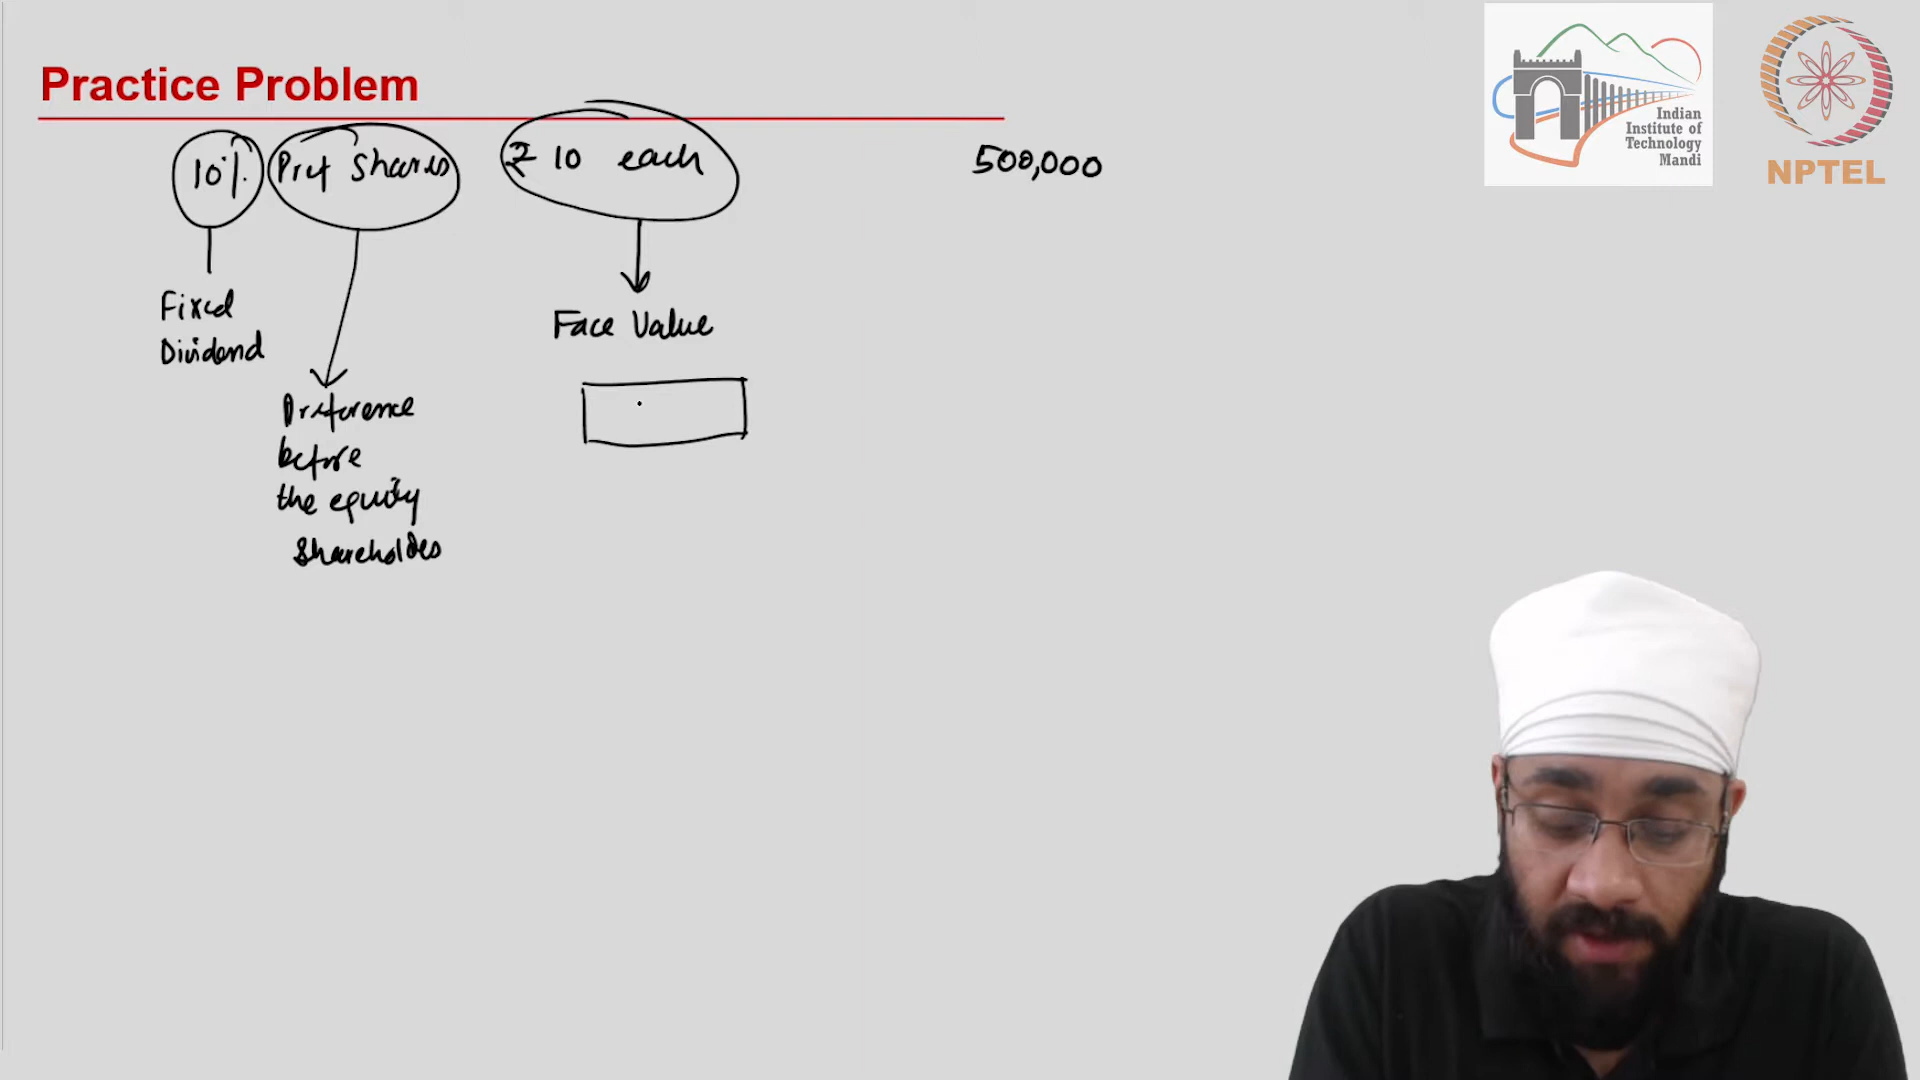 Practice Problem
10% Pref Shares ₹ 10 each 500,000
Indian
Institute of
Technology
Mandi
NPTEL
Fixed
Dividend
Face Value
Preference
before
the equity
Shareholdes